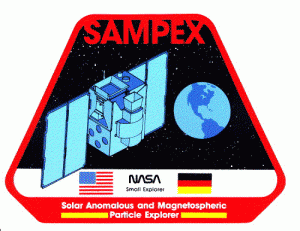 SAMPEX
NASA
Small Explorer
Solar Anomalous and Magnetospheric
Particle Explorer